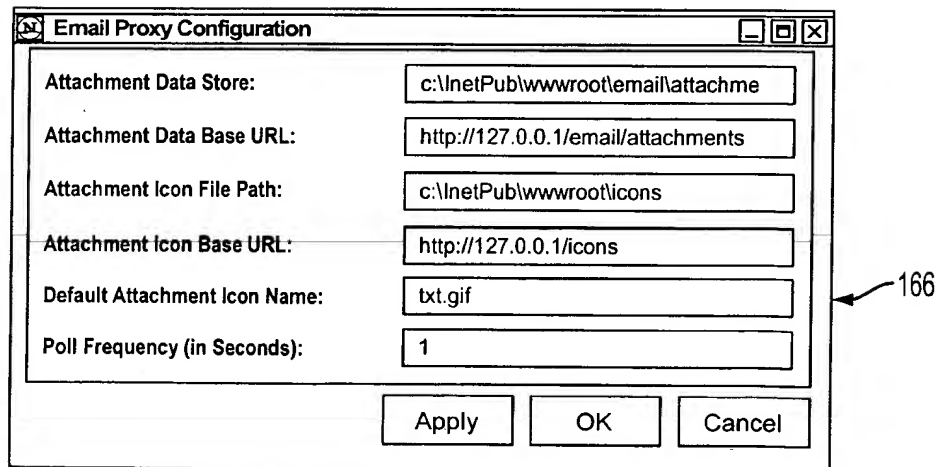 N Email Proxy Configuration
Attachment Data Store: c:\InetPub\wwwroot\email\attachme
Attachment Data Base URL: http://127.0.0.1/email/attachments
Attachment Icon File Path: c:\InetPub\wwwroot\icons
Attachment Icon Base URL: http://127.0.0.1/icons
Default Attachment Icon Name: txt.gif
166
Poll Frequency (in Seconds): 1
Apply OK Cancel